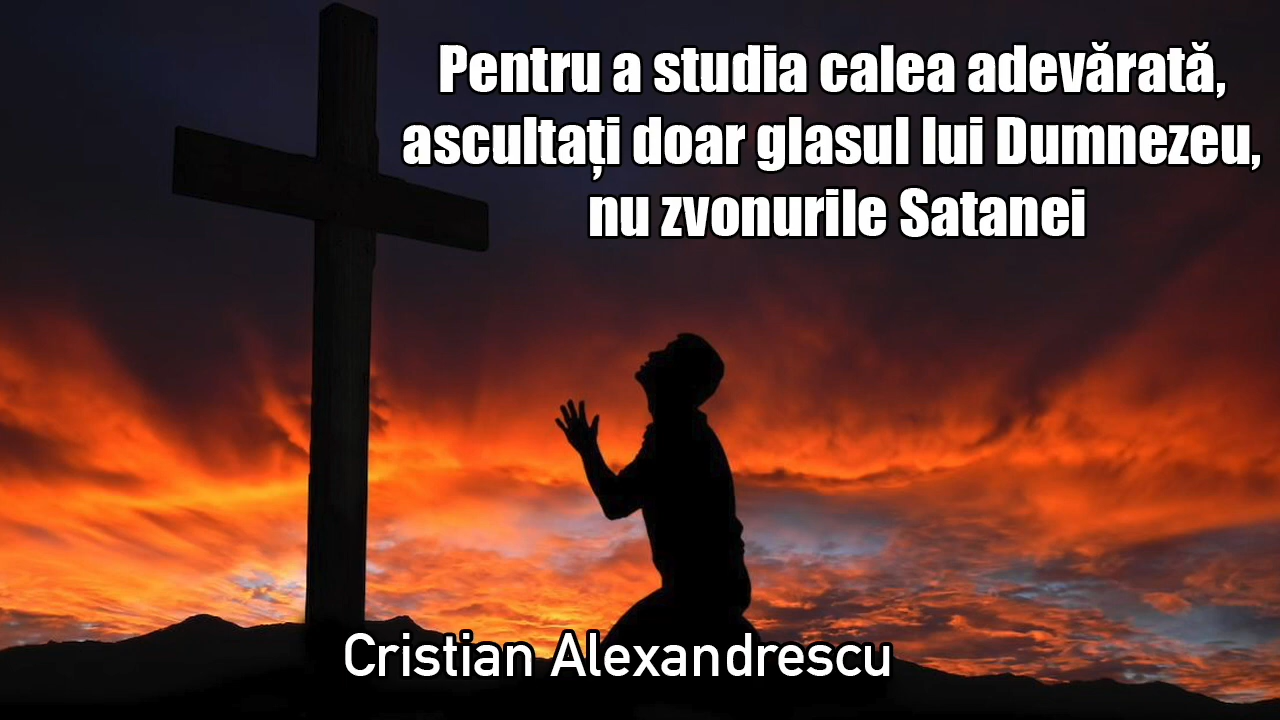 Pentru a studia calea adevărată,
ascultați doar glasul lui Dumnezeu,
nu zvonurile Satanei
Cristian Alexandrescu